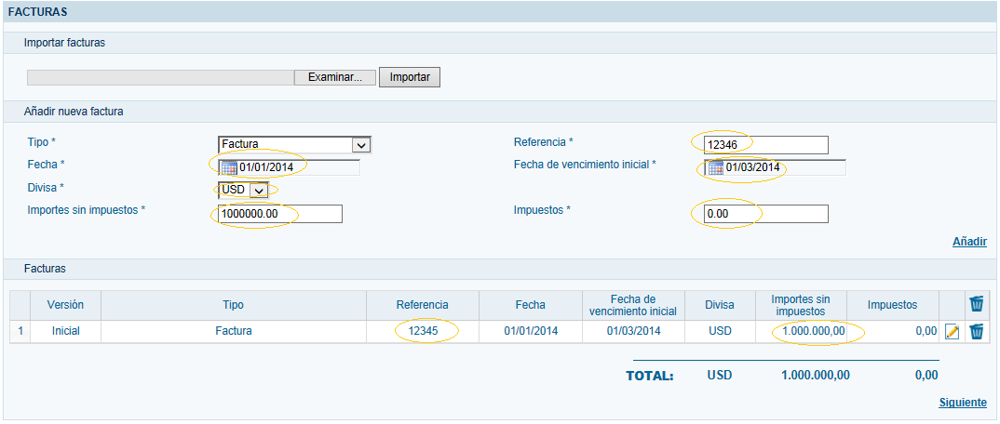 FACTURAS
Importar facturas
Examinar... Importar
Añadir nueva factura
Tipo * Factura Referencia * 12346
Fecha * 01/01/2014 Fecha de vencimiento inicial * 01/03/2014
Divisa * USD
Importes sin impuestos * 1000000.00 Impuestos * 0.00
Añadir
Facturas
Versión Tipo Referencia Fecha Fecha de vencimiento inicial Divisa Importes sin impuestos Impuestos
1 Inicial Factura 12345 01/01/2014 01/03/2014 USD 1.000.000,00 0,00
TOTAL: USD 1.000.000,00 0,00
Siguiente